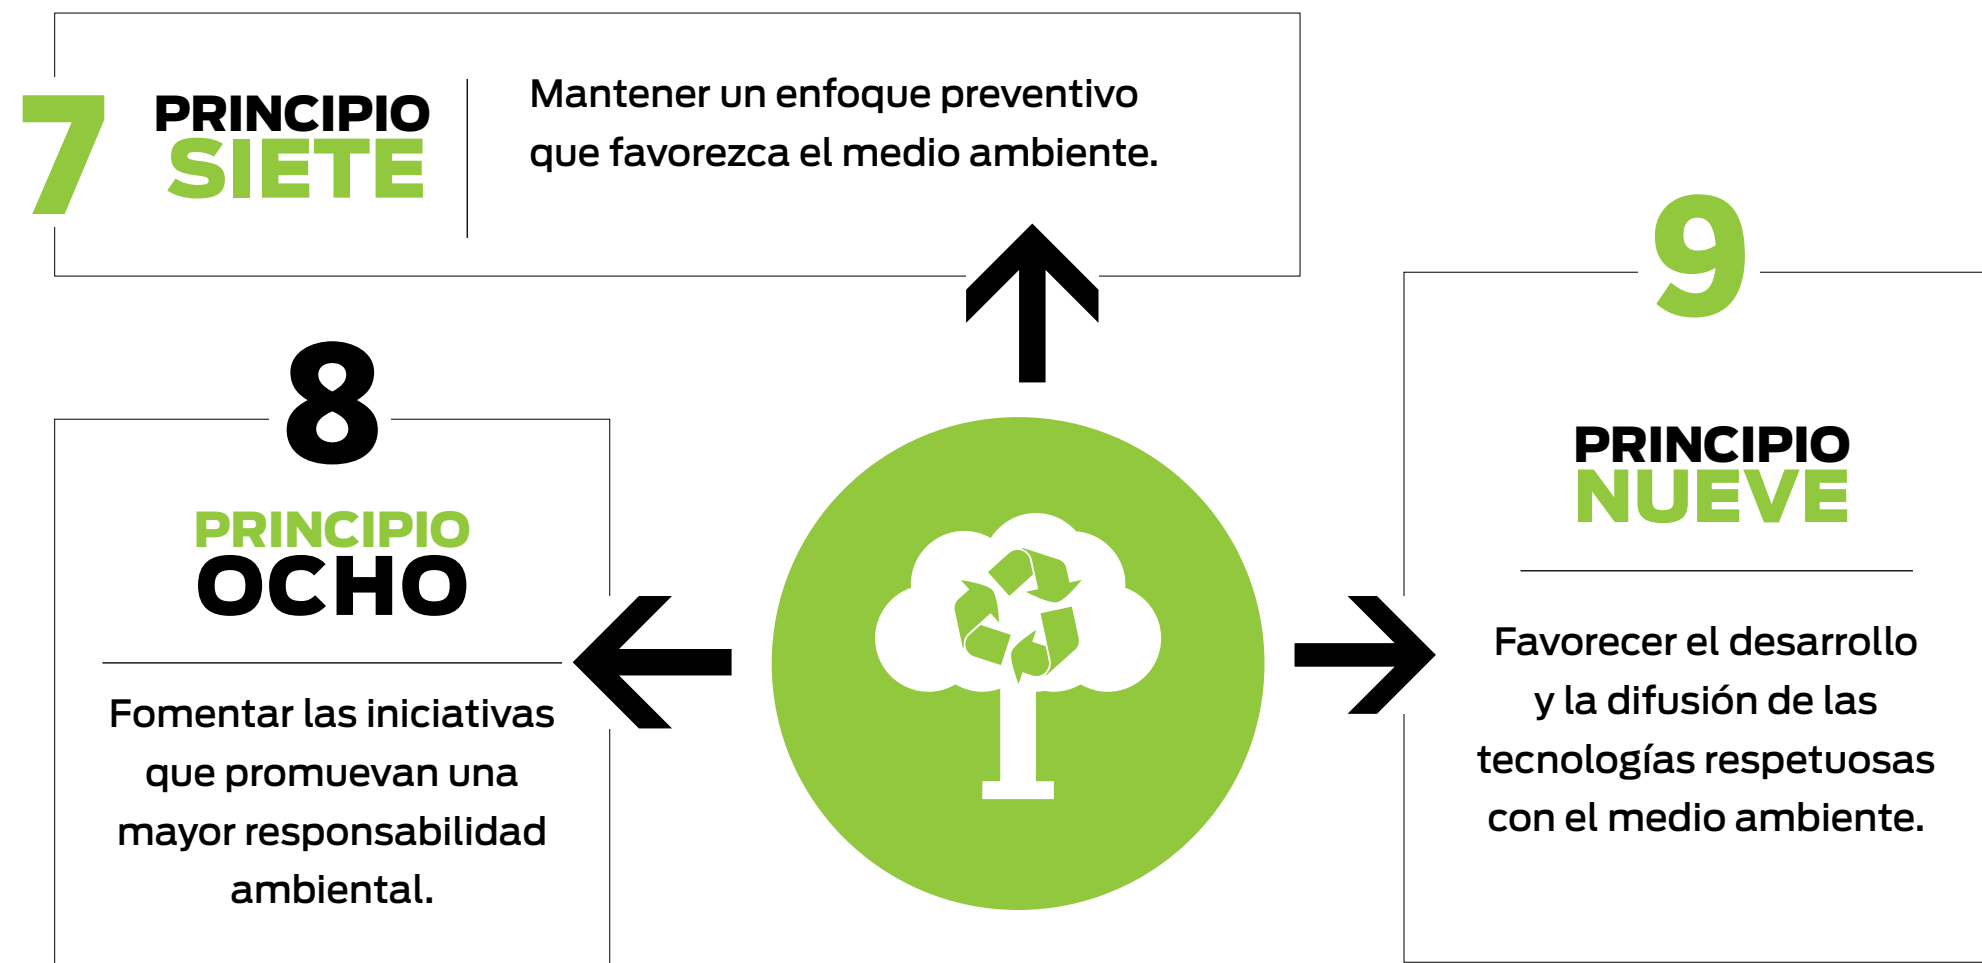 7
PRINCIPIO
SIETE
Mantener un enfoque preventivo
que favorezca el medio ambiente.
8
PRINCIPIO
OCHO
Fomentar las iniciativas
que promuevan una
mayor responsabilidad
ambiental.
9
PRINCIPIO
NUEVE
Favorecer el desarrollo
y la difusión de las
tecnologías respetuosas
con el medio ambiente.